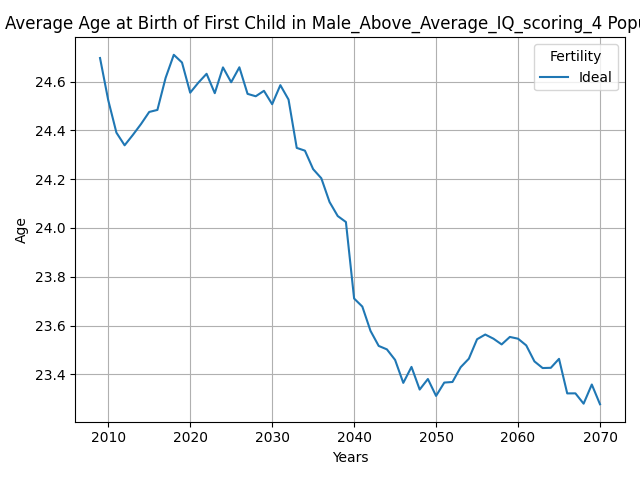 Average Age at Birth of First Child in Male_Above_Average_IQ_scoring_4
Fertility
Ideal
24.6
24.4
24.2
24.0
23.8
23.6
23.4
Age
2010 2020 2030 2040 2050 2060 2070
Years